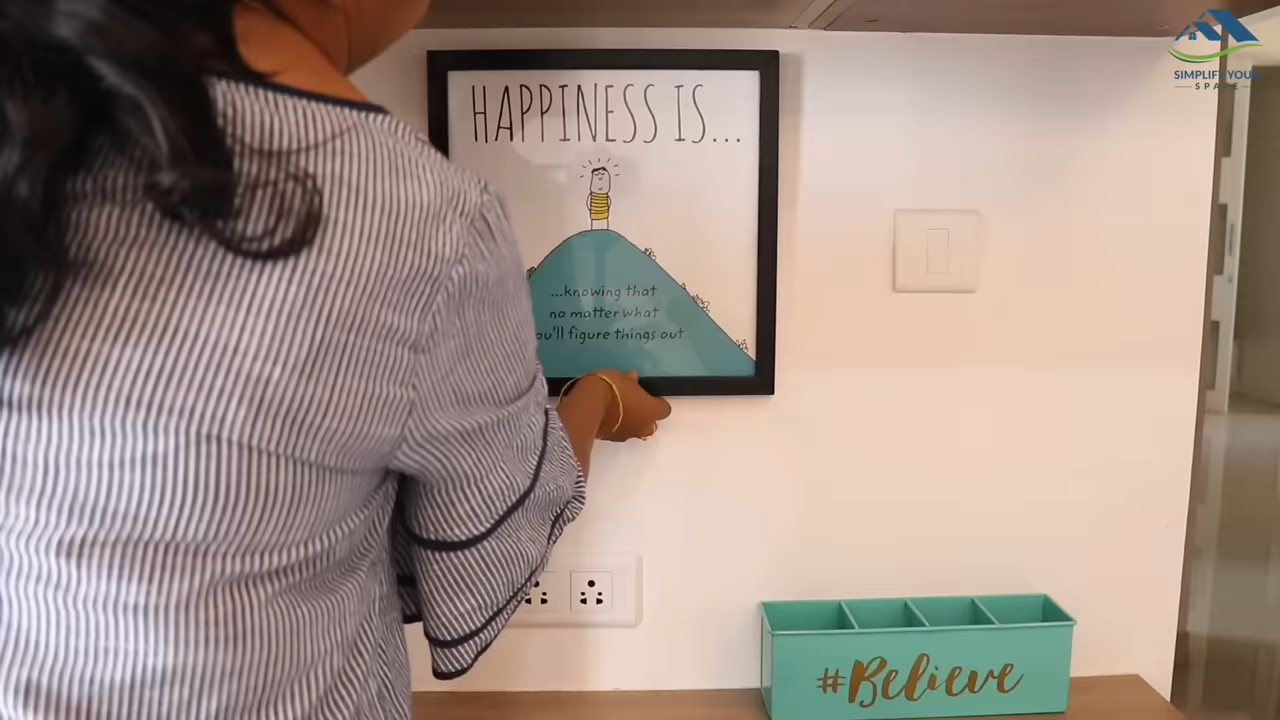 HAPPINESS IS...
...knowing that
no matter what
ou'll figure things out
#Believe
SIMPLIFY YOUR
SPACE